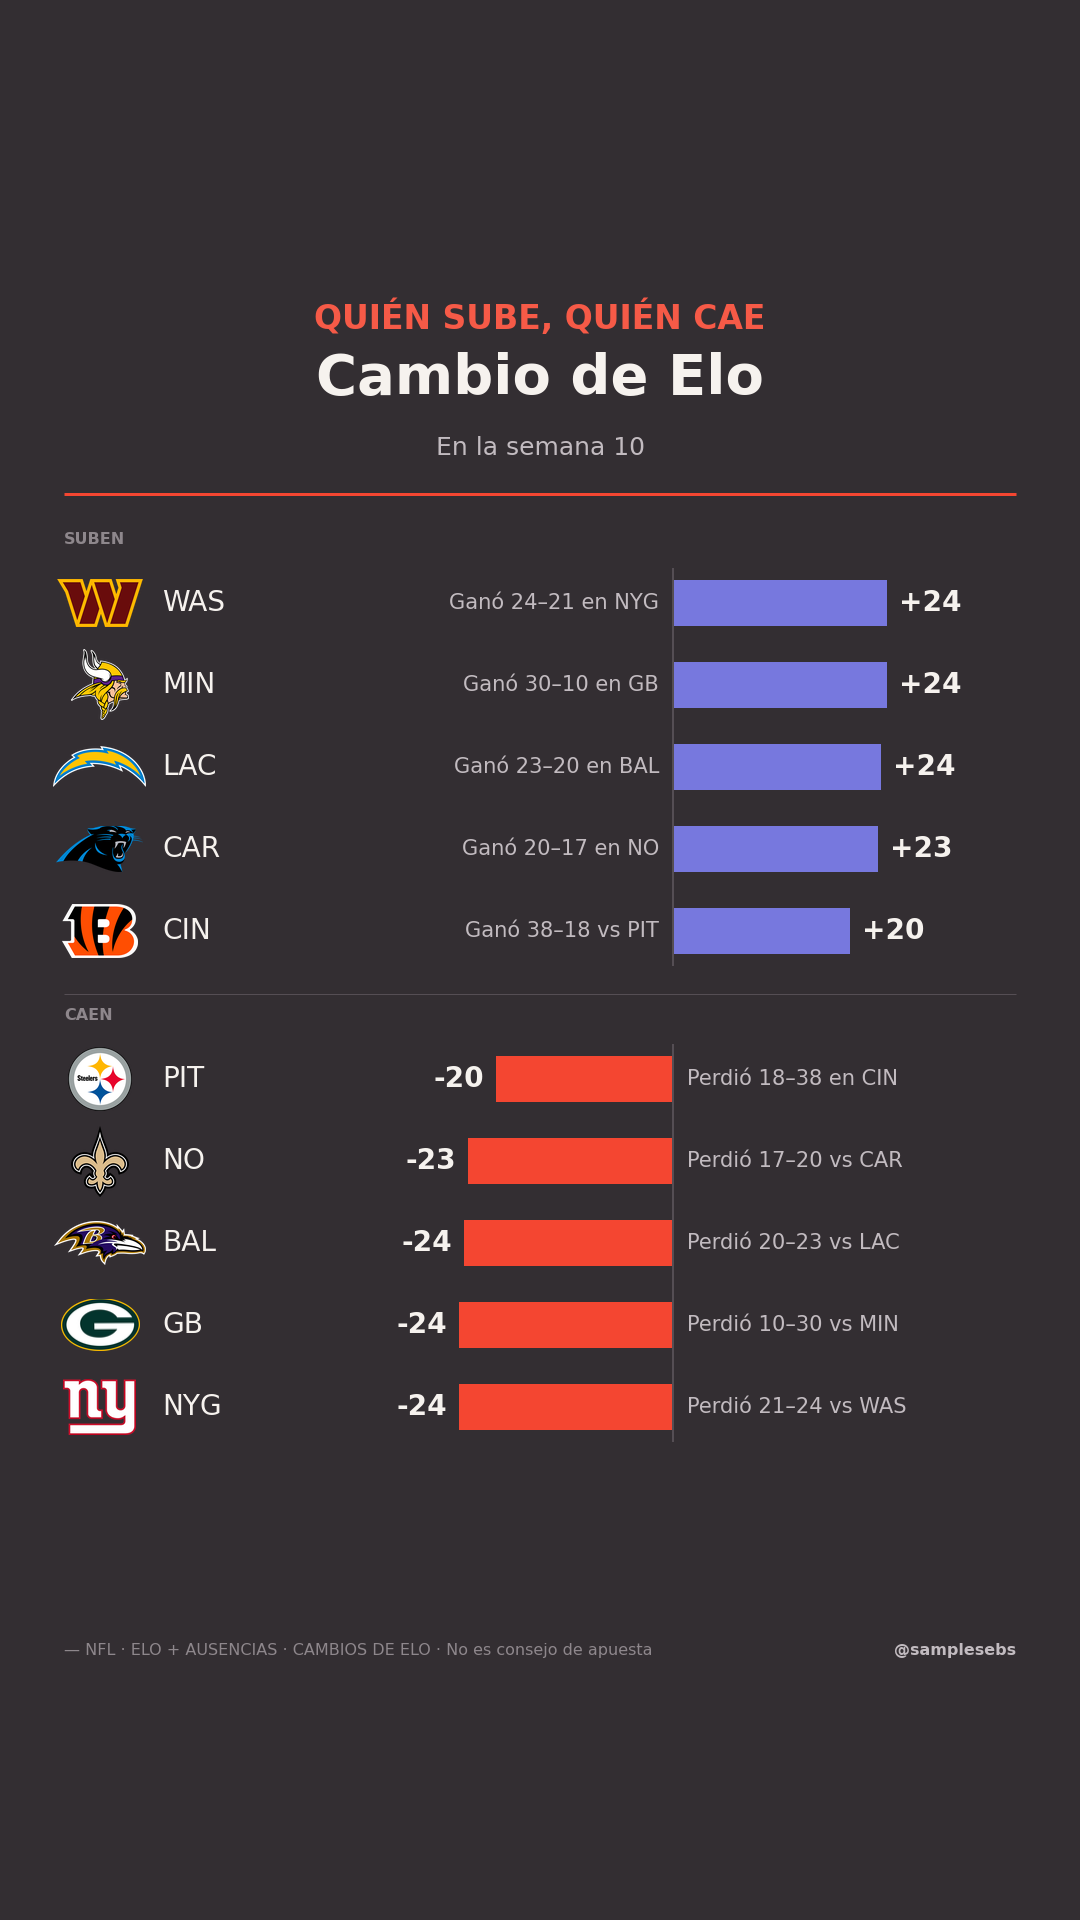 QUIÉN SUBE, QUIÉN CAE
Cambio de Elo
En la semana 10
SUBEN
WAS Ganó 24–21 en NYG +24
MIN Ganó 30–10 en GB +24
LAC Ganó 23–20 en BAL +24
CAR Ganó 20–17 en NO +23
CIN Ganó 38–18 vs PIT +20
CAEN
Steelers PIT -20 Perdió 18–38 en CIN
NO -23 Perdió 17–20 vs CAR
BAL -24 Perdió 20–23 vs LAC
GB -24 Perdió 10–30 vs MIN
ny NYG -24 Perdió 21–24 vs WAS
— NFL · ELO + AUSENCIAS · CAMBIOS DE ELO · No es consejo de apuesta @samplesebs